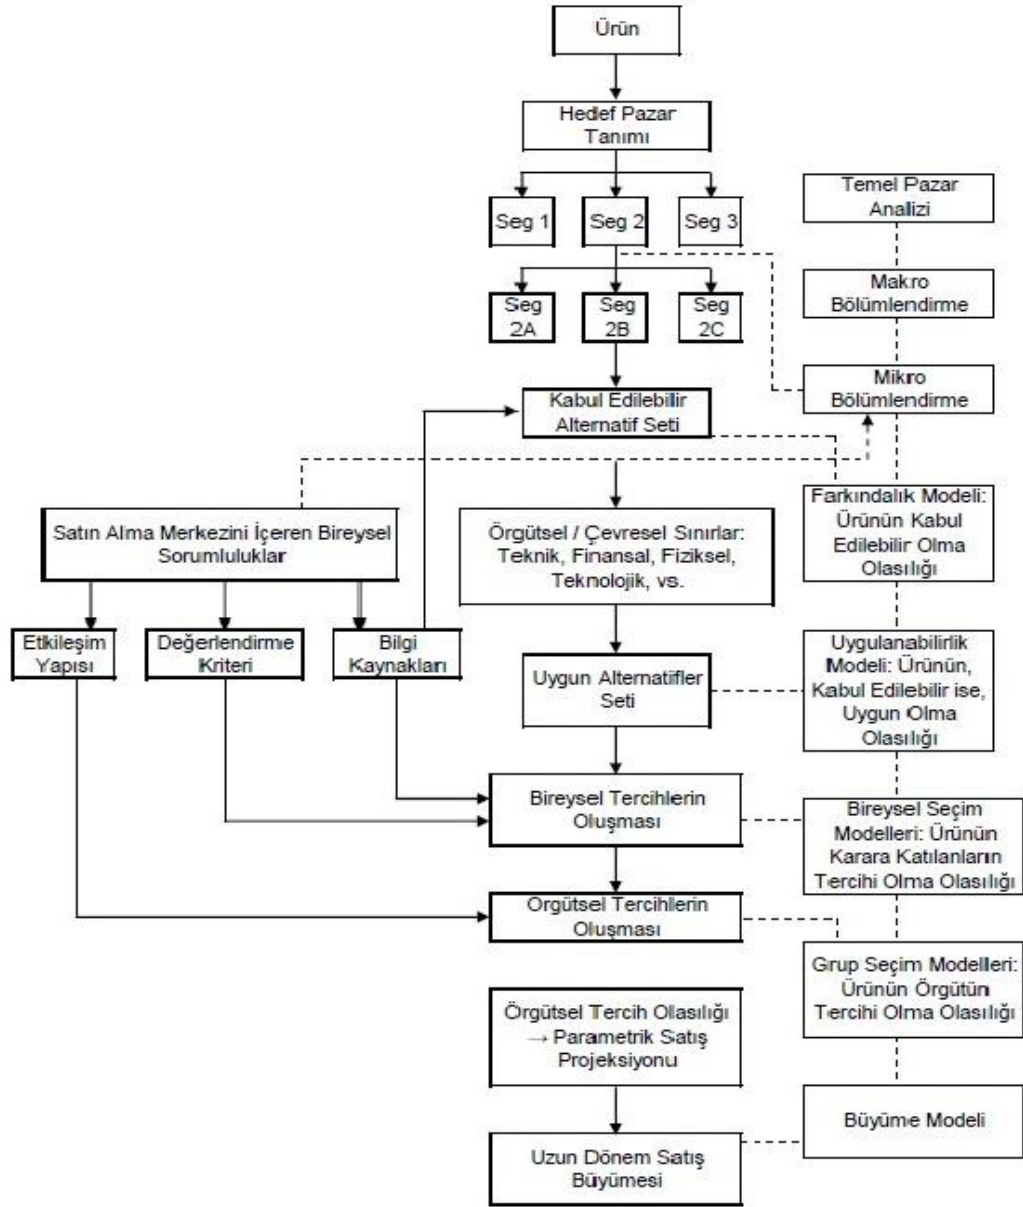 Ürün
Hedef Pazar
Tanımı
Seg 1
Seg 2
Seg 3
Temel Pazar
Analizi
Seg
2A
Seg
2B
Seg
2C
Makro
Bölümlendirme
Kabul Edilebilir
Alternatif Seti
Mikro
Bölümlendirme
Satın Alma Merkezini İçeren Bireysel
Sorumluluklar
Örgütsel / Çevresel Sınırlar:
Teknik, Finansal, Fiziksel,
Teknolojik, vs.
Farkındalık Modeli:
Ürünün Kabul
Edilebilir Olma
Olasılığı
Etkileşim
Yapısı
Değerlendirme
Kriteri
Bilgi
Kaynakları
Uygun Alternatifler
Seti
Uygulanabilirlik
Modeli: Ürünün,
Kabul Edilebilir ise,
Uygun Olma
Olasılığı
Bireysel Tercihlerin
Oluşması
Bireysel Seçim
Modelleri: Ürünün
Karara Katılanların
Tercihi Olma Olasılığı
Orgütsel Tercihlerin
Oluşması
Grup Seçim Modelleri:
Ürünün Örgütün
Tercihi Olma Olasılığı
Örgütsel Tercih Olasılığı
→ Parametrik Satış
Projeksiyonu
Büyüme Modeli
Uzun Dönem Satış
Büyümesi